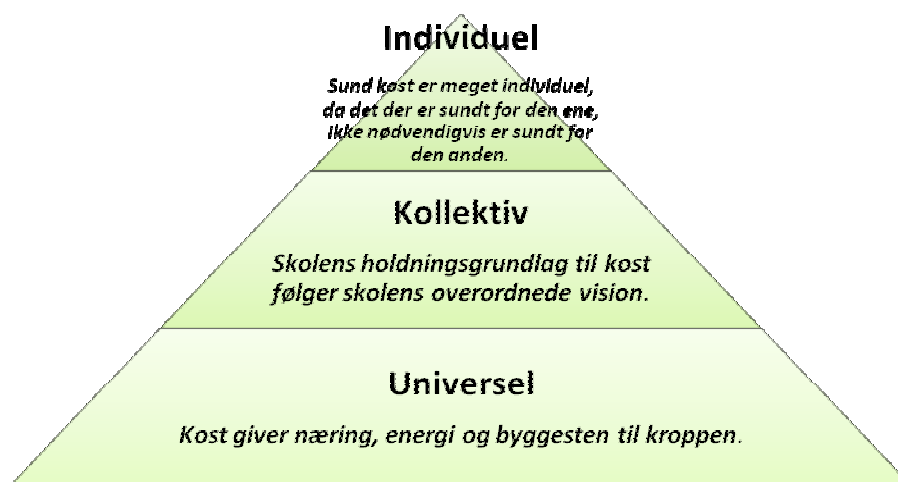 Individuel
Sund kost er meget individuel,
da det der er sundt for den ene,
ikke nødvendigvis er sundt for
den anden.
Kollektiv
Skolens holdningsgrundlag til kost
følger skolens overordnede vision.
Universel
Kost giver næring, energi og byggesten til kroppen.